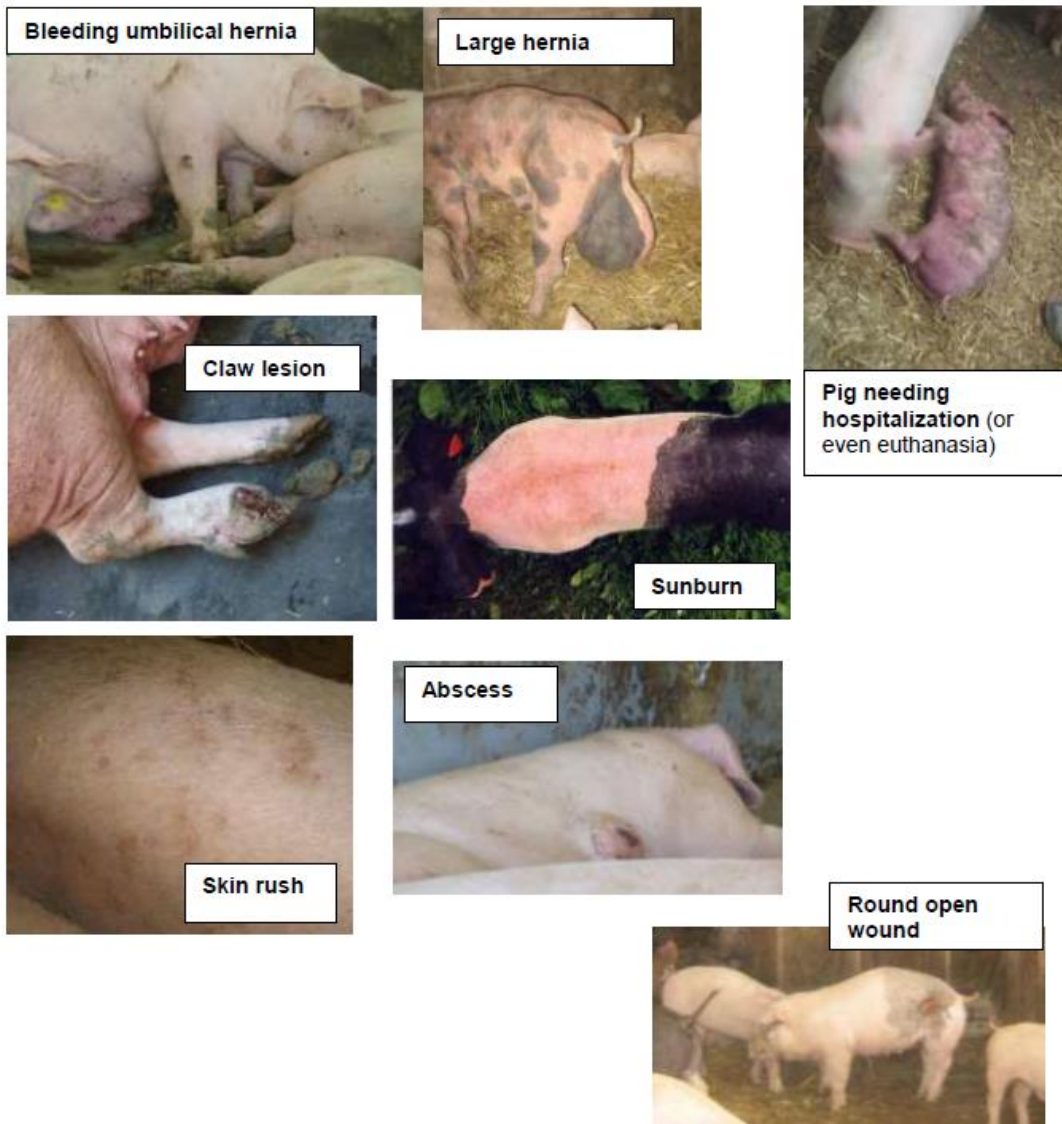 Bleeding umbilical hernia
Large hernia
Claw lesion
Pig needing
hospitalization (or
even euthanasia)
Sunburn
Abscess
Skin rush
Round open
wound